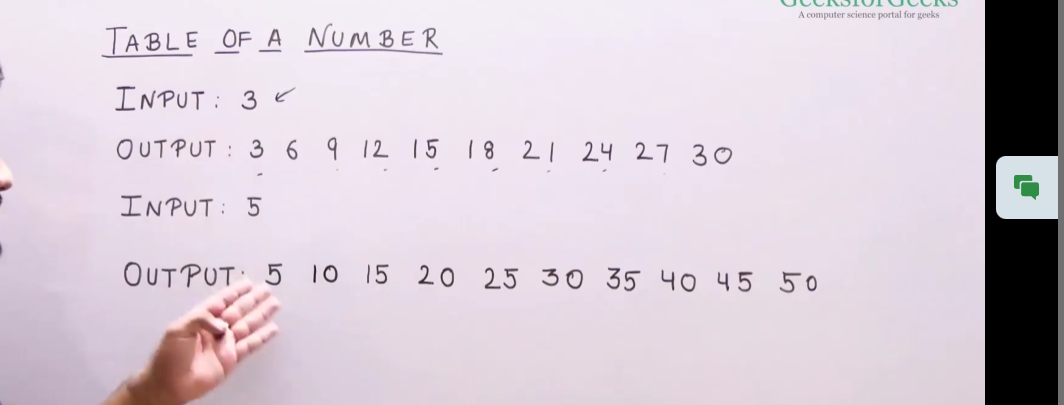 GeeksforGeeks
A computer science portal for geeks
TABLE OF A NUMBER
INPUT: 3
OUTPUT: 3 6 9 12 15 18 21 24 27 30
INPUT: 5
OUTPUT: 5 10 15 20 25 30 35 40 45 50